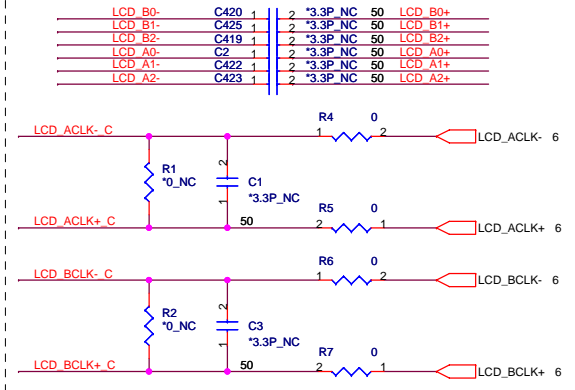 LCD_B0- C420 1 2 *3.3P_NC 50 LCD_B0+
LCD_B1- C425 1 2 *3.3P_NC 50 LCD_B1+
LCD_B2- C419 1 2 *3.3P_NC 50 LCD_B2+
LCD_A0- C2 1 2 *3.3P_NC 50 LCD_A0+
LCD_A1- C422 1 2 *3.3P_NC 50 LCD_A1+
LCD_A2- C423 1 2 *3.3P_NC 50 LCD_A2+
R4 0
LCD_ACLK-_C 1 2 LCD_ACLK- 6
R1
*0_NC
2
C1
1
*3.3P_NC
R5 0
LCD_ACLK+_C 50 2 1 LCD_ACLK+ 6
R6 0
LCD_BCLK-_C 1 2 LCD_BCLK- 6
R2
*0_NC
2
C3
1
*3.3P_NC
R7 0
LCD_BCLK+_C 50 2 1 LCD_BCLK+ 6